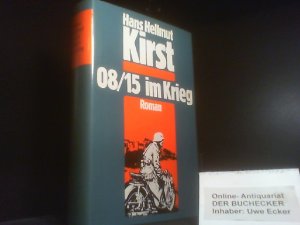 Hans Hellmut
Kirst
08/15 im Krieg
Roman
Online- Antiquariat
DER BUCHECKER
Inhaber: Uwe Ecker